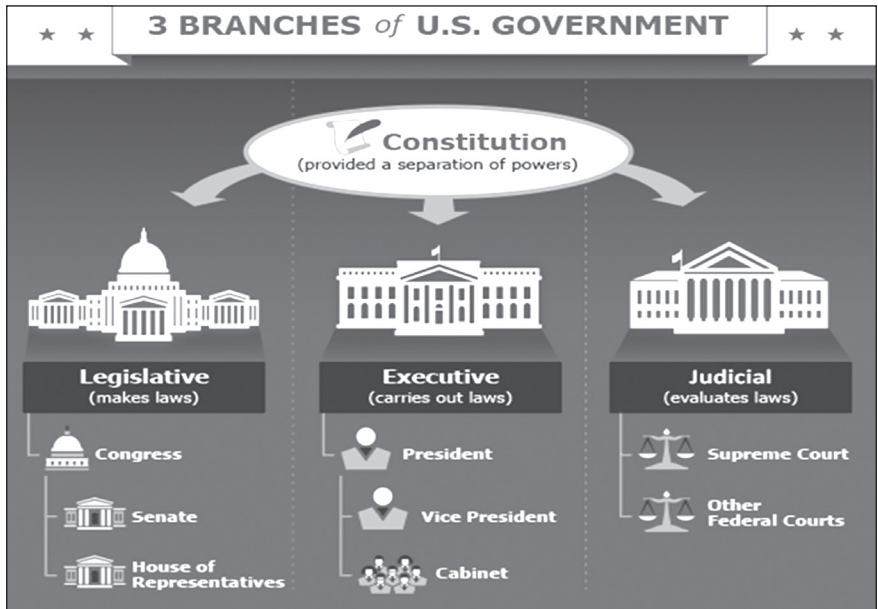 3 BRANCHES of U.S. GOVERNMENT
Constitution
(provided a separation of powers)
Legislative
(makes laws)
Congress
Senate
House of
Representatives
Executive
(carries out laws)
President
Vice President
Cabinet
Judicial
(evaluates laws)
Supreme Court
Other
Federal Courts